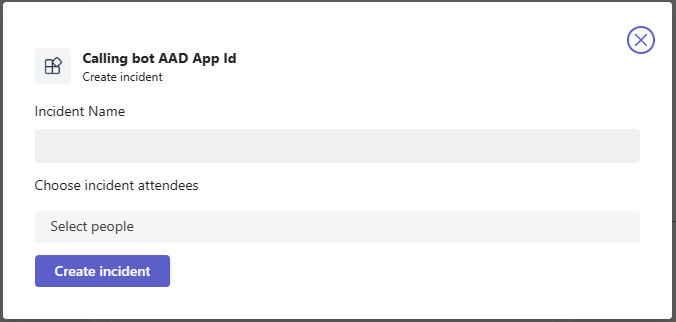 Calling bot AAD App Id
Create incident
Incident Name
Choose incident attendees
Select people
Create incident